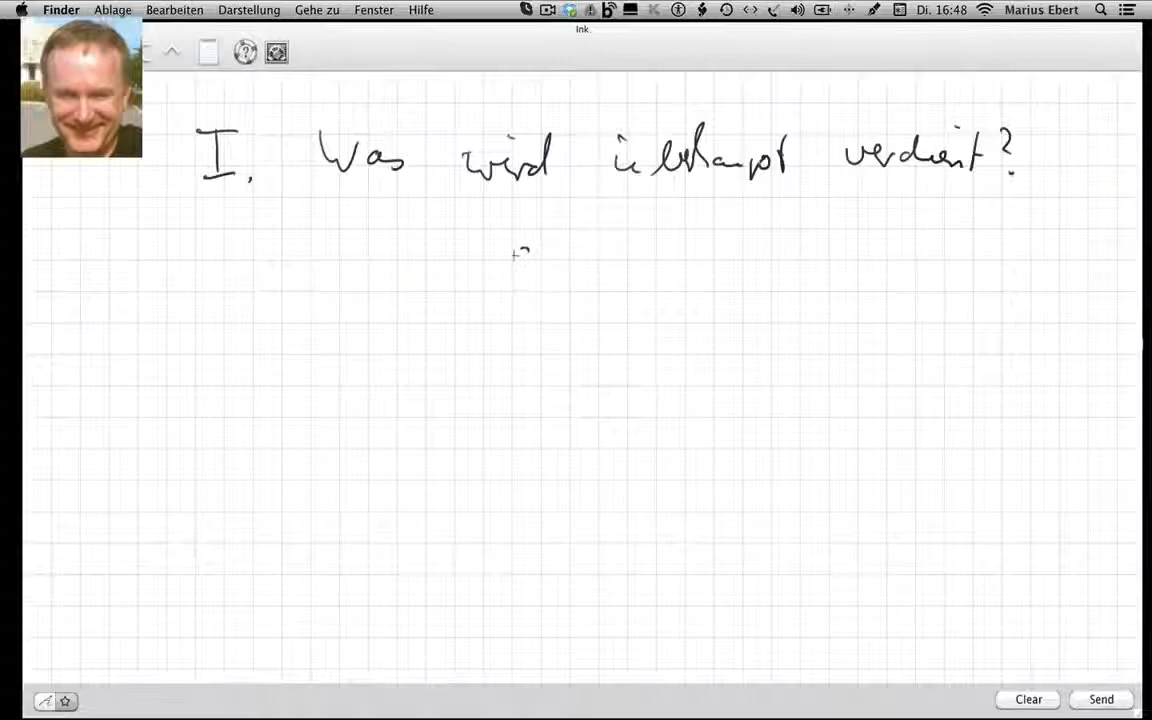 Finder Ablage Bearbeiten Darstellung Gehe zu Fenster Hilfe Di. 16:48 Marius Ebert
Ink
I. Was wird überhaupt verdient?
Clear Send